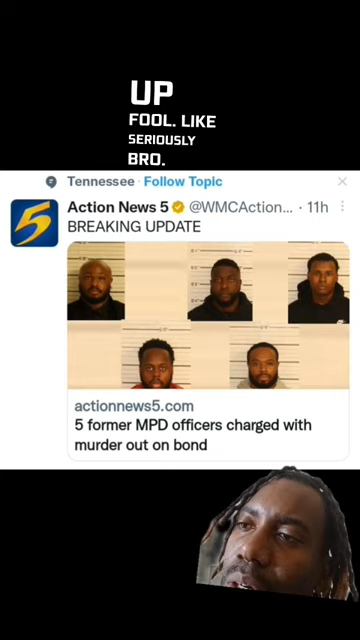 UP
FOOL. LIKE
SERIOUSLY
BRO.
Tennessee · Follow Topic
5 Action News 5 @WMCAction... · 11h
BREAKING UPDATE
actionnews5.com
5 former MPD officers charged with
murder out on bond